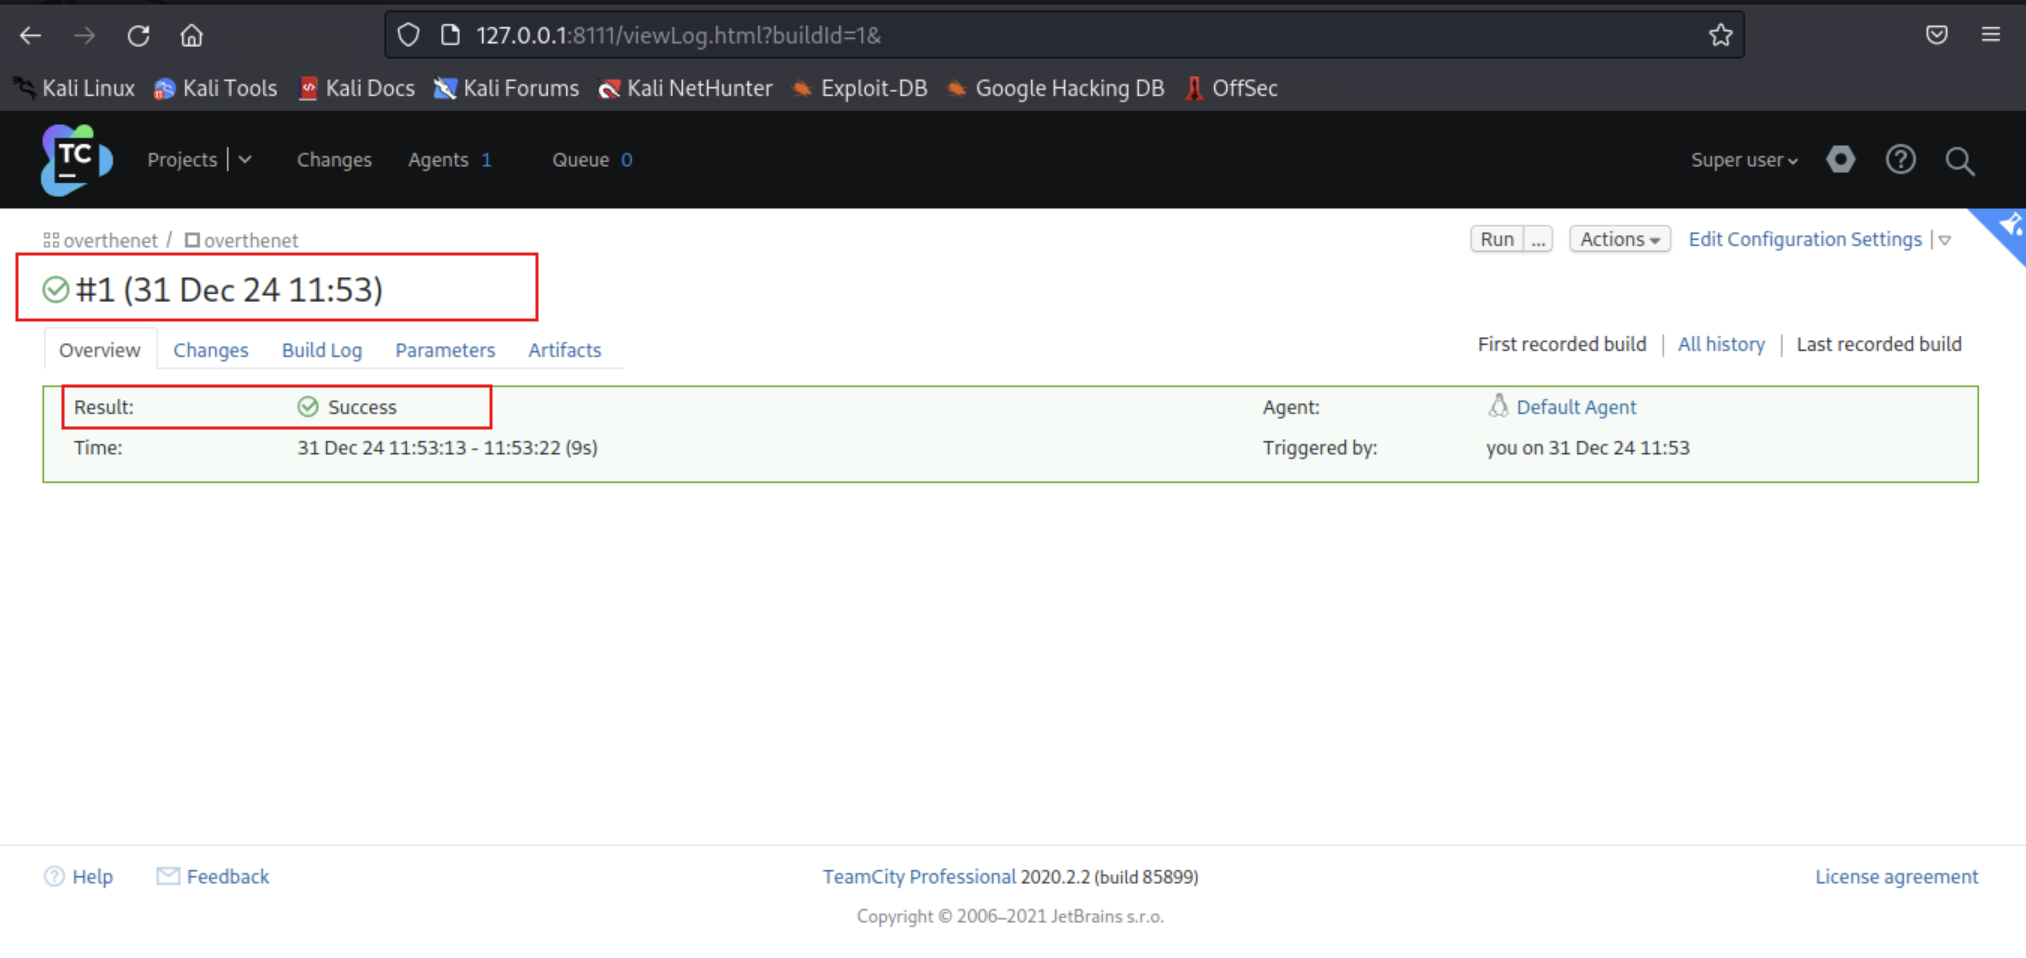 127.0.0.1:8111/viewLog.html?buildId=1&
Kali Linux Kali Tools Kali Docs Kali Forums Kali NetHunter Exploit-DB Google Hacking DB OffSec
TC Projects Changes Agents 1 Queue 0 Super user
overthenet / overthenet Run ... Actions Edit Configuration Settings
#1 (31 Dec 24 11:53)
Overview Changes Build Log Parameters Artifacts First recorded build All history Last recorded build
Result: Success Agent: Default Agent
Time: 31 Dec 24 11:53:13 - 11:53:22 (9s) Triggered by: you on 31 Dec 24 11:53
Help Feedback TeamCity Professional 2020.2.2 (build 85899) License agreement
Copyright © 2006–2021 JetBrains s.r.o.